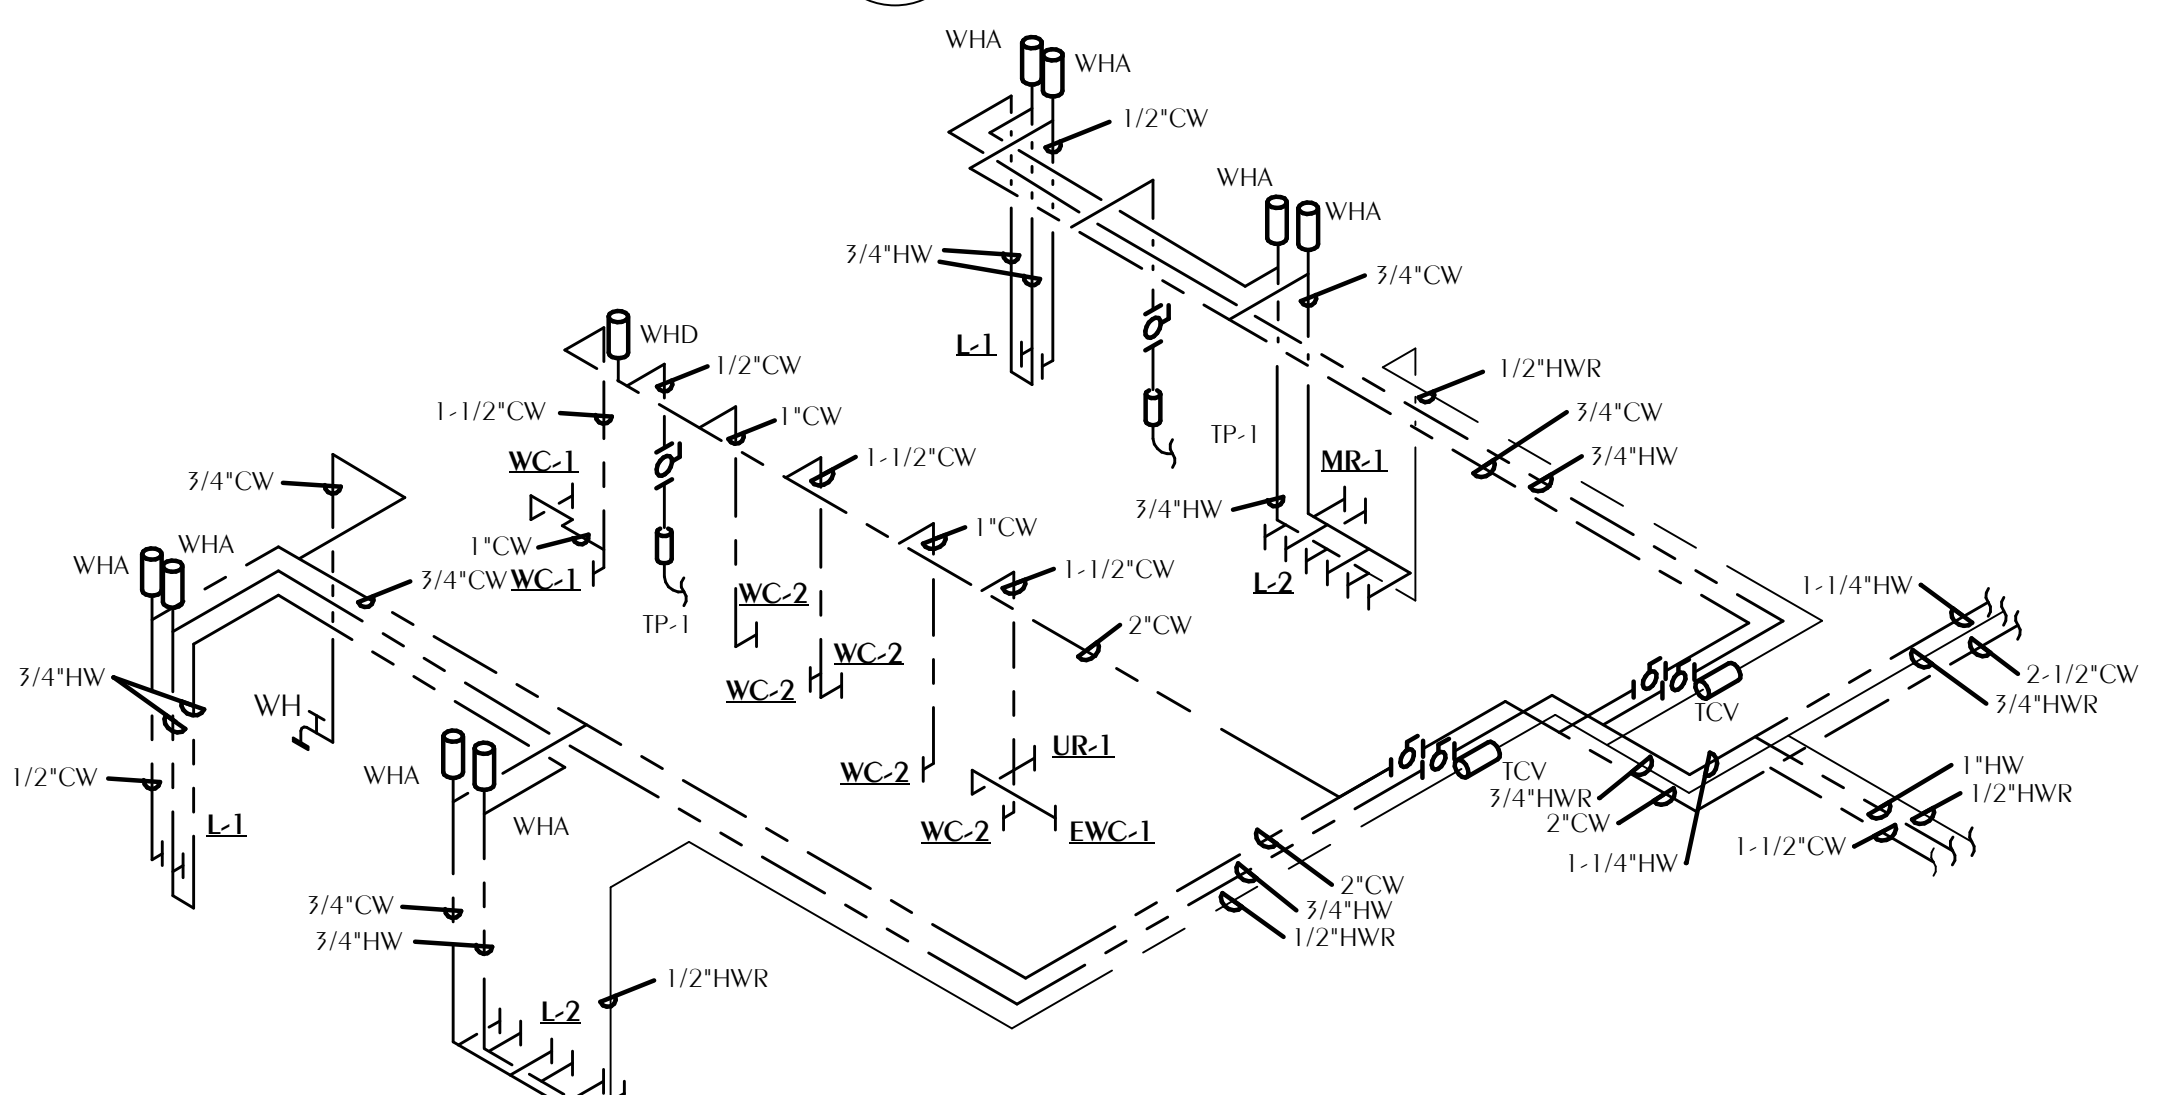 WHA
WHA
1/2"CW
WHA
WHA
3/4"HW
3/4"CW
WHD
L-1
1/2"CW
1/2"HWR
1-1/2"CW
1"CW
3/4"CW
TP-1
WC-1
1-1/2"CW
MR-1
3/4"HW
3/4"CW
3/4"HW
1"CW
1"CW
WHA
WHA
3/4"CW
WC-1
1-1/2"CW
L-2
1-1/4"HW
WC-2
TP-1
2"CW
WC-2
3/4"HW
2-1/2"CW
WC-2
WH
3/4"HWR
TCV
UR-1
1/2"CW
WHA
WC-2
TCV
1"HW
3/4"HWR
1/2"HWR
L-1
WHA
WC-2
EWC-1
2"CW
1-1/2"CW
1-1/4"HW
2"CW
3/4"CW
3/4"HW
3/4"HW
1/2"HWR
1/2"HWR
L-2